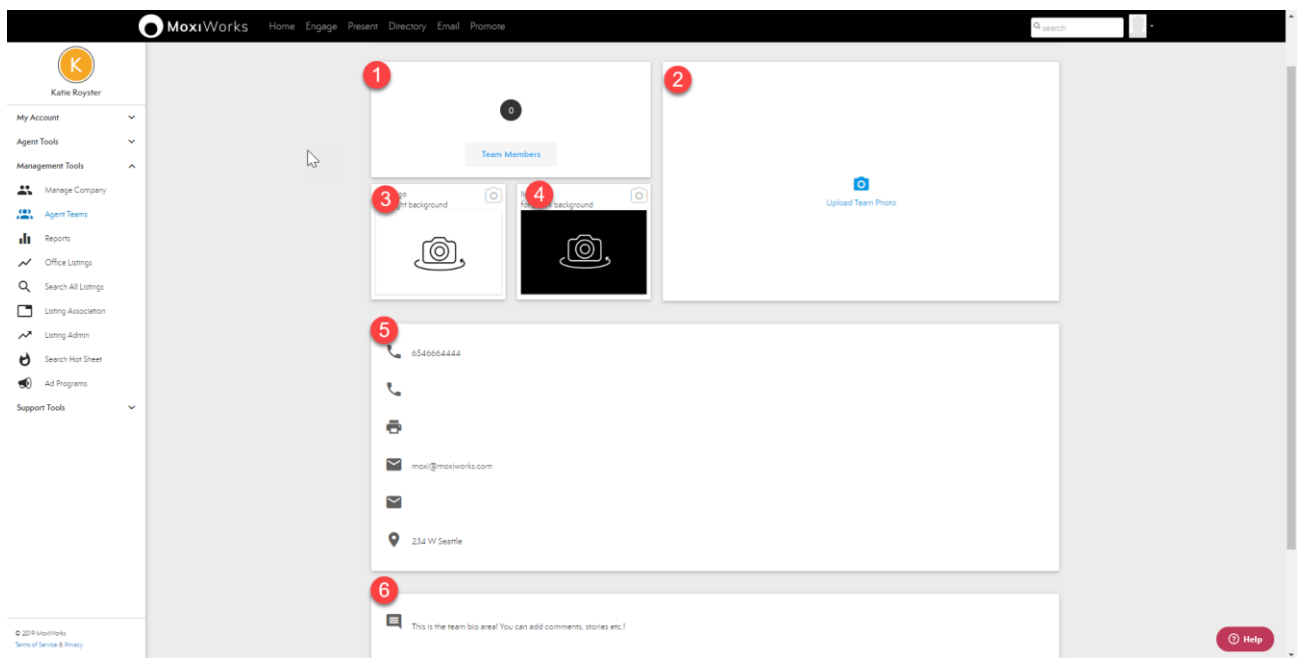 MoxiWorks Home Engage Present Directory Email Promote search
K
Katie Royster
My Account
Agent Tools
Management Tools
Manage Company
Agent Teams
Reports
Office Listings
Search All Listings
Listing Association
Listing Admin
Search Hot Sheet
Ad Programs
Support Tools
© 2019 MoxiWorks
Terms of Service & Privacy
1
0
Team Members
2
Upload Team Photo
3
background
4
background
5
6546664444
moxi@moxiworks.com
234 W Seattle
6
This is the team bio area! You can add comments, stories etc.!
Help